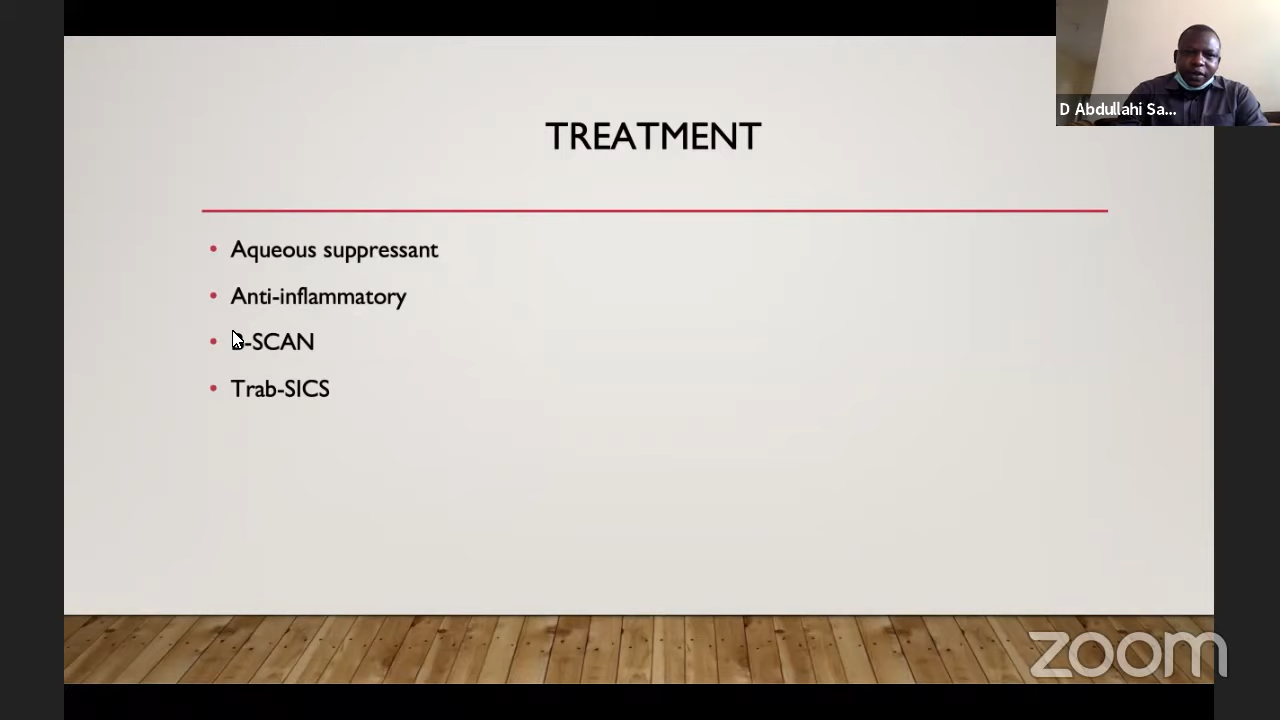 D Abdullahi Sa...
TREATMENT
• Aqueous suppressant
• Anti-inflammatory
• B-SCAN
• Trab-SICS
zoom